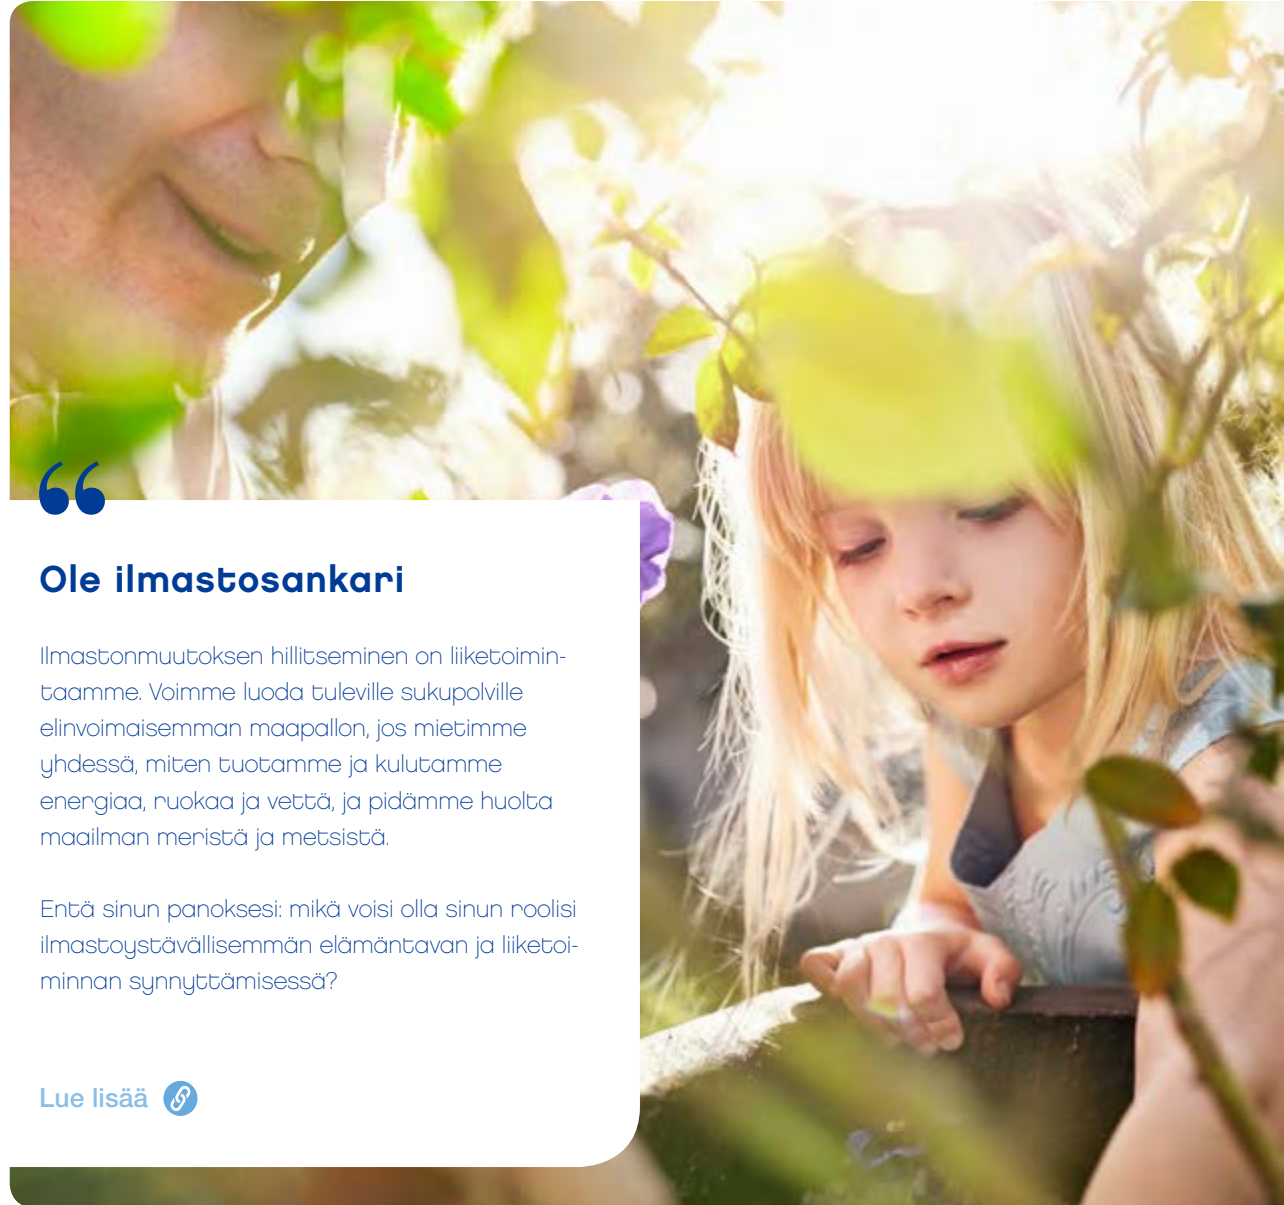 “
Ole ilmastosankari
Ilmastonmuutoksen hillitseminen on liiketoimin-
taamme. Voimme luoda tuleville sukupolville
elinvoimaisemman maapallon, jos mietimme
yhdessä, miten tuotamme ja kulutamme
energiaa, ruokaa ja vettä, ja pidämme huolta
maailman meristä ja metsistä.
Entä sinun panoksesi: mikä voisi olla sinun roolisi
ilmastoystävällisemmän elämäntavan ja liiketoi-
minnan synnyttämisessä?
Lue lisää